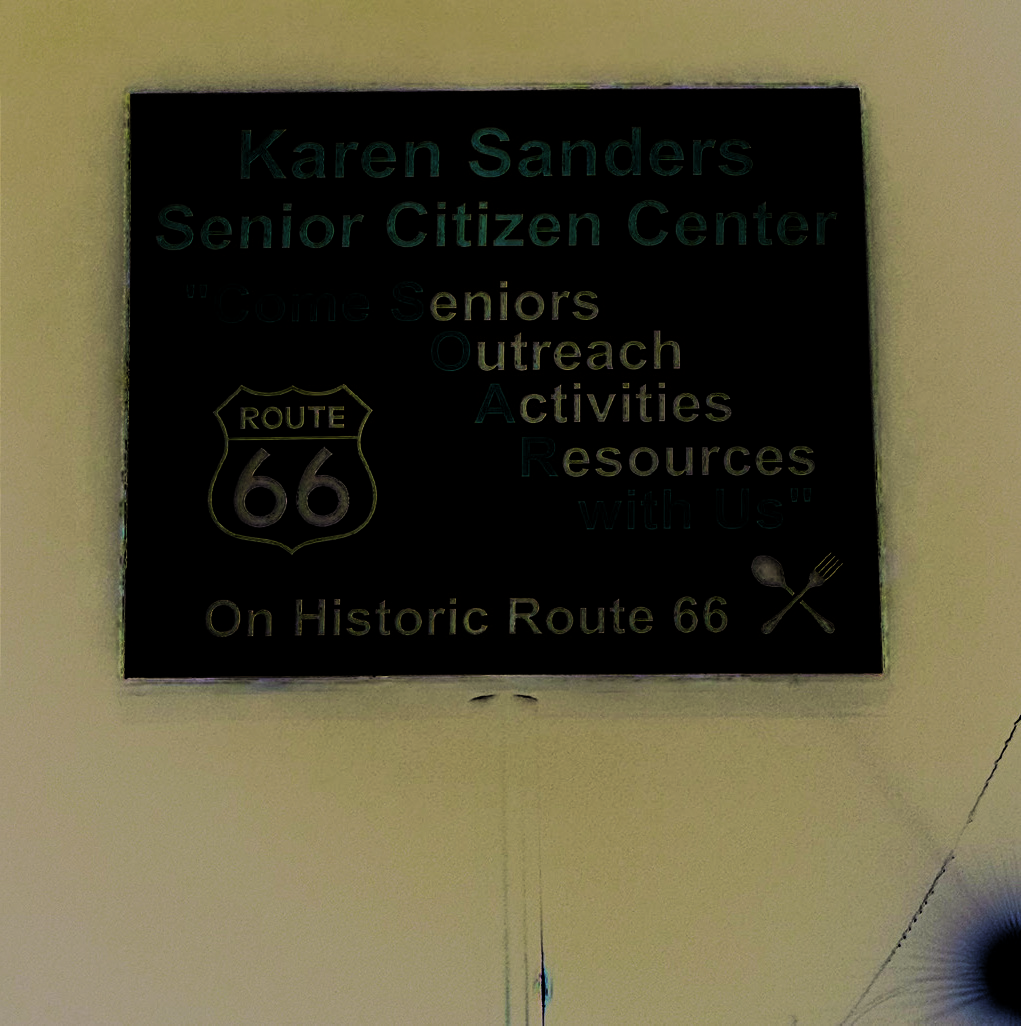 Karen Sanders
Senior Citizen Center
"Come Seniors
Outreach
Activities
Resources
with Us"
ROUTE
66
On Historic Route 66